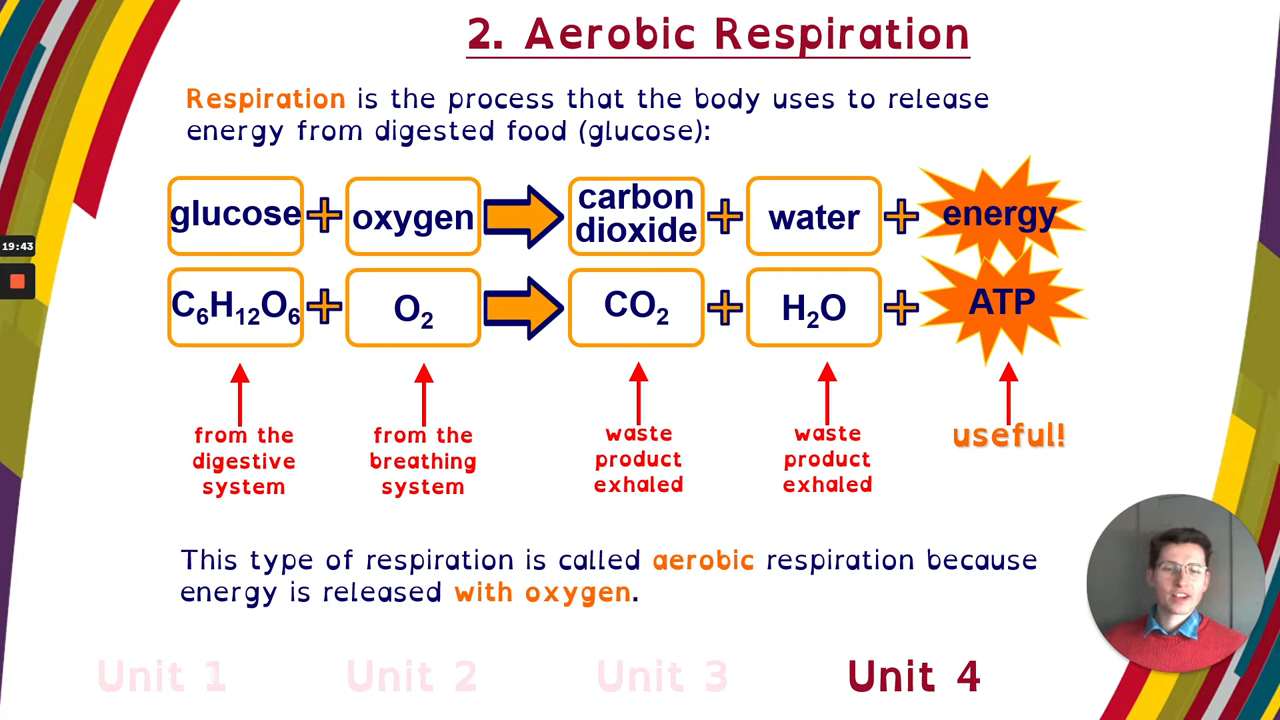 2. Aerobic Respiration
Respiration is the process that the body uses to release
energy from digested food (glucose):
glucose + oxygen carbon dioxide + water + energy
C₆H₁₂O₆ + O₂ CO₂ + H₂O + ATP
19:43
from the
digestive
system
from the
breathing
system
waste
product
exhaled
waste
product
exhaled
useful!
This type of respiration is called aerobic respiration because
energy is released with oxygen.
Unit 1 Unit 2 Unit 3 Unit 4